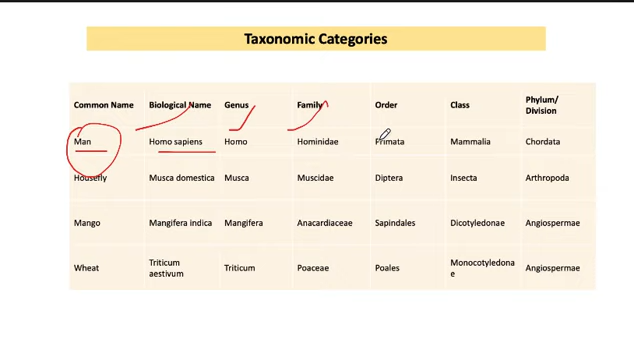 Taxonomic Categories
Common Name Biological Name Genus Family Order Class Phylum/
Division
Man Homo sapiens Homo Hominidae Primata Mammalia Chordata
Housefly Musca domestica Musca Muscidae Diptera Insecta Arthropoda
Mango Mangifera indica Mangifera Anacardiaceae Sapindales Dicotyledonae Angiospermae
Wheat Triticum
aestivum Triticum Poaceae Poales Monocotyledona
e Angiospermae